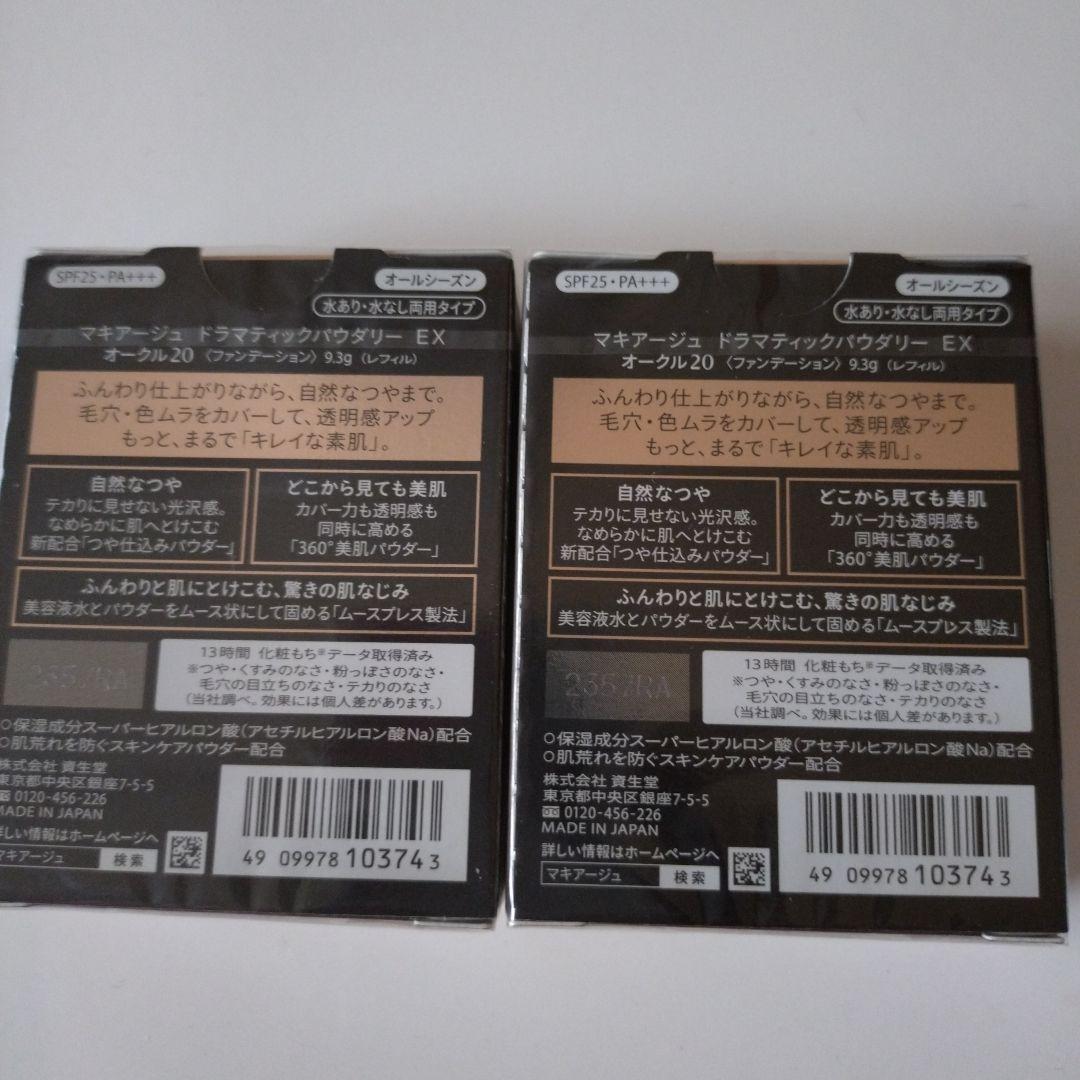 SPF25・PA+++
オールシーズン
水あり・水なし両用タイプ
マキアージュ ドラマティックパウダリー EX
オークル20 〈ファンデーション〉 9.3g (レフィル)
ふんわり仕上がりながら、自然なつやまで。
毛穴・色ムラをカバーして、透明感アップ
もっと、まるで「キレイな素肌」。
自然なつや
テカりに見せない光沢感。
なめらかに肌へとけこむ
新配合「つや仕込みパウダー」
どこから見ても美肌
カバー力も透明感も
同時に高める
「360°美肌パウダー」
ふんわりと肌にとけこむ、驚きの肌なじみ
美容液水とパウダーをムース状にして固める「ムースプレス製法」
13時間 化粧もち※データ取得済み
※つや・くすみのなさ・粉っぽさのなさ・
毛穴の目立ちのなさ・テカりのなさ
(当社調べ。効果には個人差があります。)
○保湿成分スーパーヒアルロン酸(アセチルヒアルロン酸Na)配合
○肌荒れを防ぐスキンケアパウダー配合
株式会社 資生堂
東京都中央区銀座7-5-5
0120-456-226
MADE IN JAPAN
詳しい情報はホームページへ
マキアージュ 検索
49 09978 10374 3
SPF25・PA+++
オールシーズン
水あり・水なし両用タイプ
マキアージュ ドラマティックパウダリー EX
オークル20 〈ファンデーション〉 9.3g (レフィル)
ふんわり仕上がりながら、自然なつやまで。
毛穴・色ムラをカバーして、透明感アップ
もっと、まるで「キレイな素肌」。
自然なつや
テカりに見せない光沢感。
なめらかに肌へとけこむ
新配合「つや仕込みパウダー」
どこから見ても美肌
カバー力も透明感も
同時に高める
「360°美肌パウダー」
ふんわりと肌にとけこむ、驚きの肌なじみ
美容液水とパウダーをムース状にして固める「ムースプレス製法」
13時間 化粧もち※データ取得済み
※つや・くすみのなさ・粉っぽさのなさ・
毛穴の目立ちのなさ・テカりのなさ
(当社調べ。効果には個人差があります。)
○保湿成分スーパーヒアルロン酸(アセチルヒアルロン酸Na)配合
○肌荒れを防ぐスキンケアパウダー配合
株式会社 資生堂
東京都中央区銀座7-5-5
0120-456-226
MADE IN JAPAN
詳しい情報はホームページへ
マキアージュ 検索
49 09978 10374 3